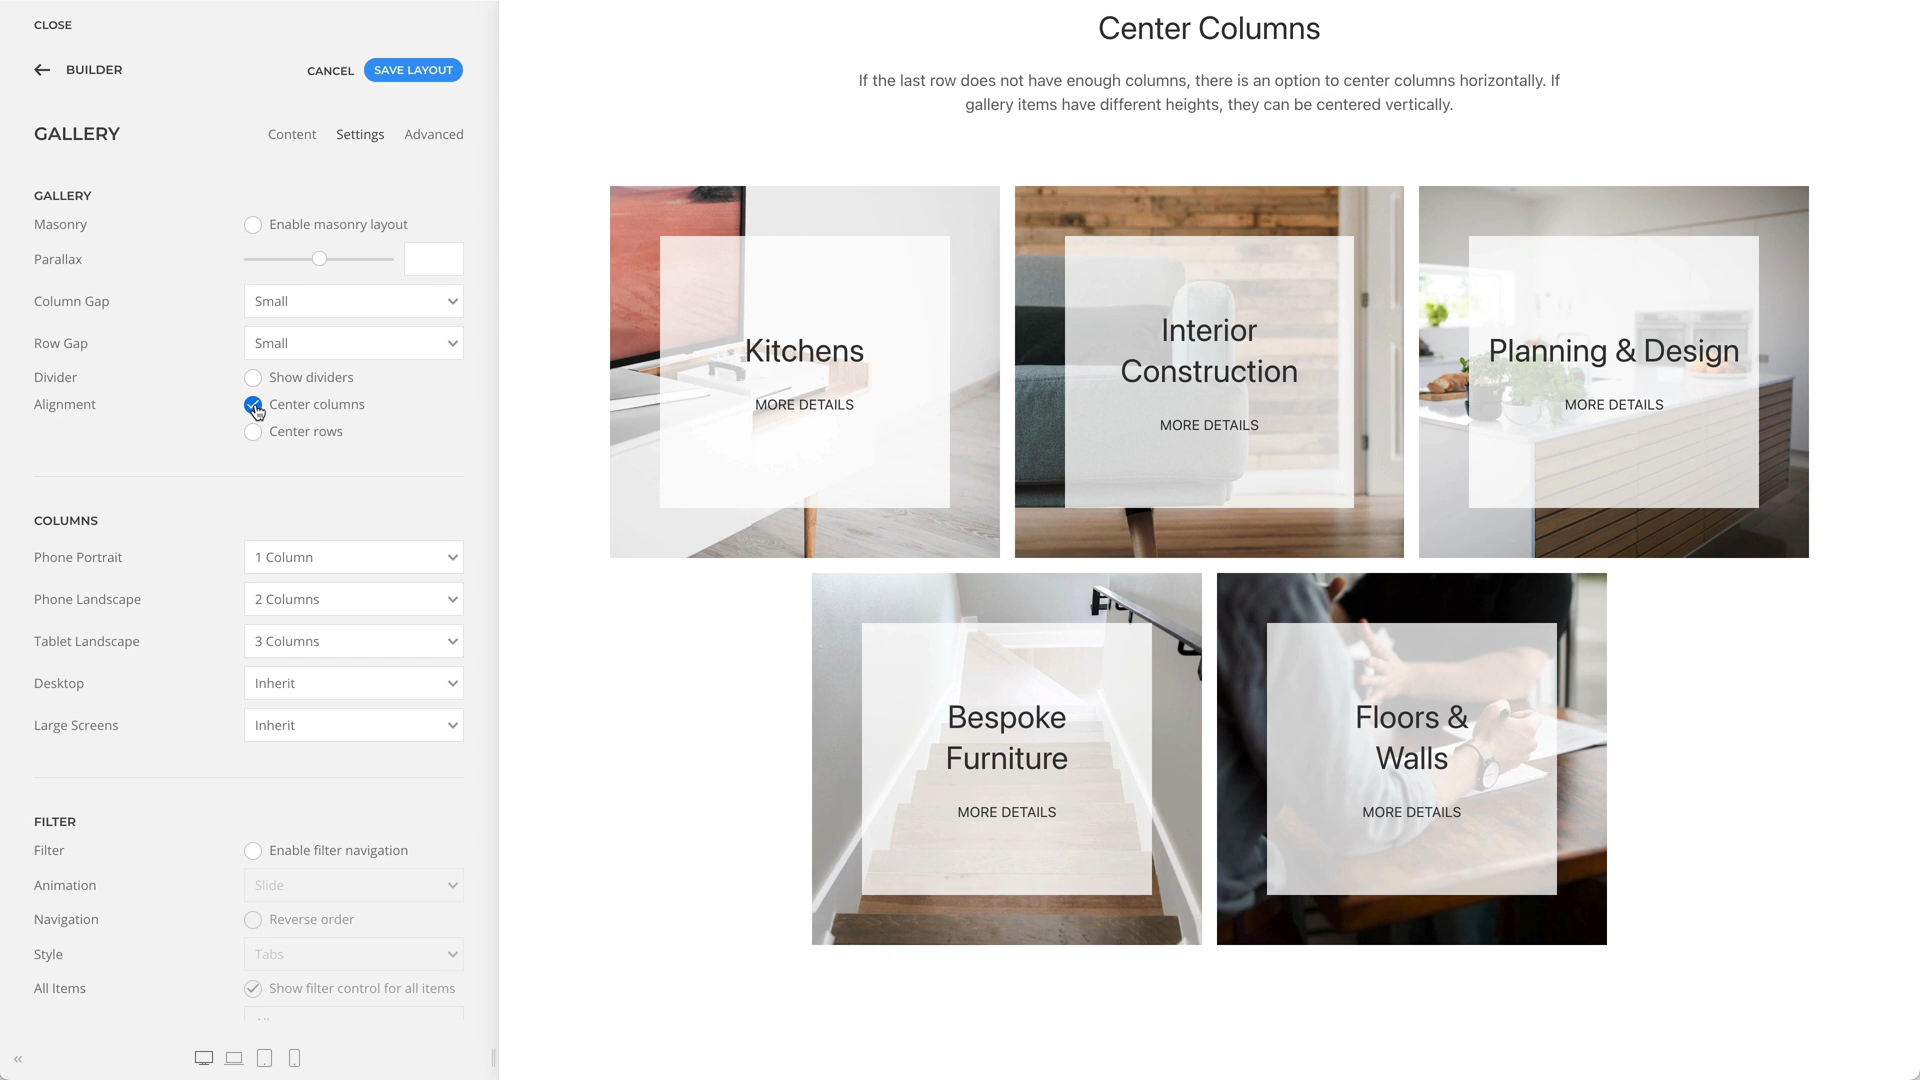 CLOSE
BUILDER
CANCEL
SAVE LAYOUT
GALLERY
Content
Settings
Advanced
GALLERY
Masonry
Enable masonry layout
Parallax
Column Gap
Small
Row Gap
Small
Divider
Show dividers
Alignment
Center columns
Center rows
COLUMNS
Phone Portrait
1 Column
Phone Landscape
2 Columns
Tablet Landscape
3 Columns
Desktop
Inherit
Large Screens
Inherit
FILTER
Filter
Enable filter navigation
Animation
Slide
Navigation
Reverse order
Style
Tabs
All Items
Show filter control for all items
Center Columns
If the last row does not have enough columns, there is an option to center columns horizontally. If
gallery items have different heights, they can be centered vertically.
Kitchens
MORE DETAILS
Interior
Construction
MORE DETAILS
Planning & Design
MORE DETAILS
Bespoke
Furniture
MORE DETAILS
Floors &
Walls
MORE DETAILS